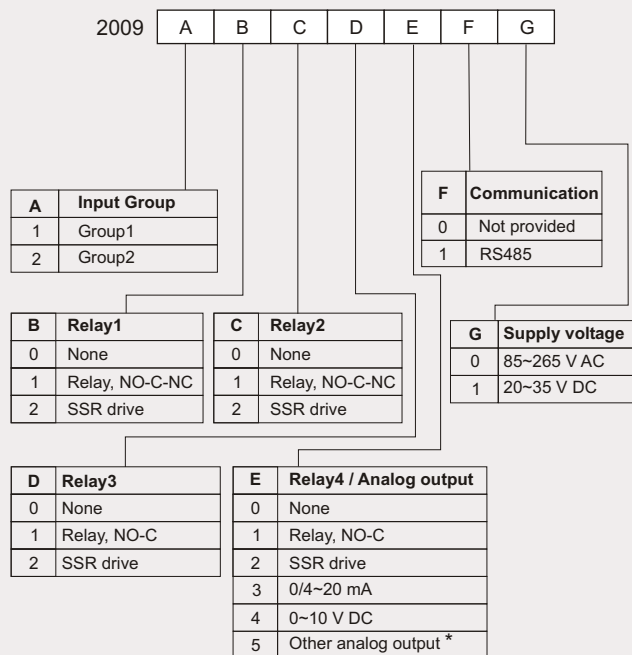 2009 A B C D E F G
A Input Group
1 Group1
2 Group2
F Communication
0 Not provided
1 RS485
B Relay1
0 None
1 Relay, NO-C-NC
2 SSR drive
C Relay2
0 None
1 Relay, NO-C-NC
2 SSR drive
G Supply voltage
0 85~265 V AC
1 20~35 V DC
D Relay3
0 None
1 Relay, NO-C
2 SSR drive
E Relay4 / Analog output
0 None
1 Relay, NO-C
2 SSR drive
3 0/4~20 mA
4 0~10 V DC
5 Other analog output *